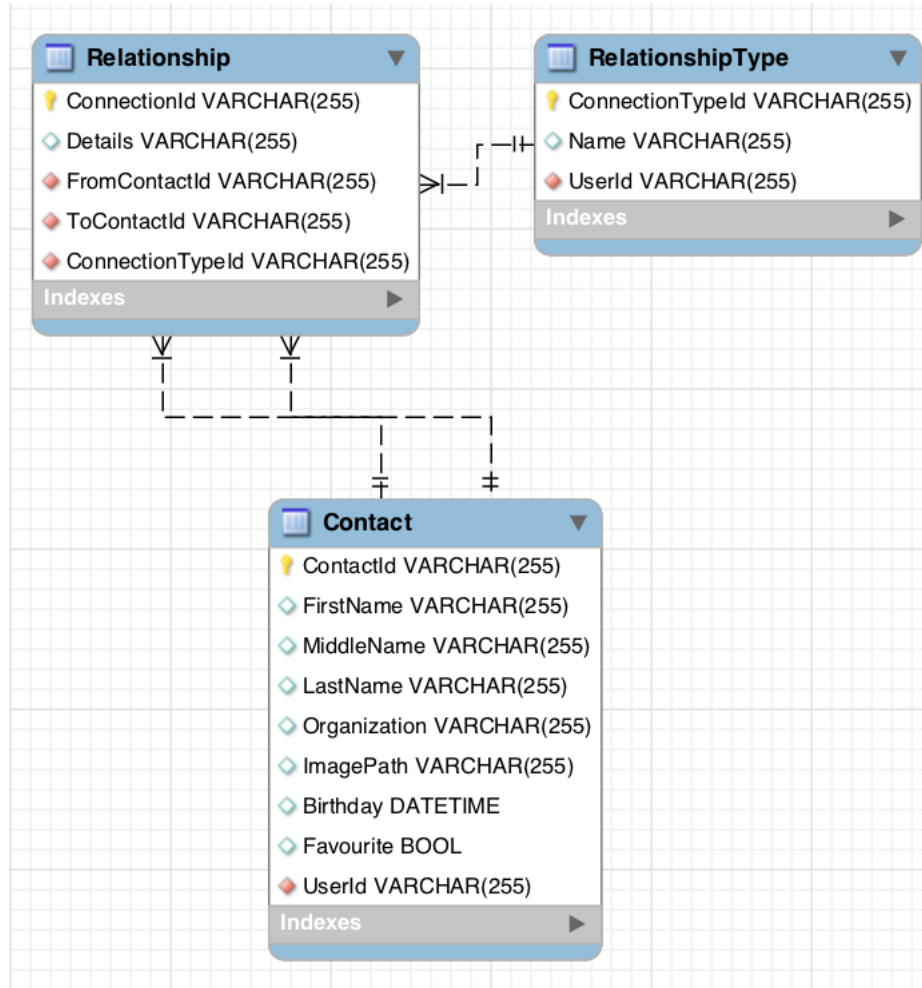 Relationship
ConnectionId VARCHAR(255)
Details VARCHAR(255)
FromContactId VARCHAR(255)
ToContactId VARCHAR(255)
ConnectionTypeId VARCHAR(255)
Indexes
RelationshipType
ConnectionTypeId VARCHAR(255)
Name VARCHAR(255)
UserId VARCHAR(255)
Indexes
Contact
ContactId VARCHAR(255)
FirstName VARCHAR(255)
MiddleName VARCHAR(255)
LastName VARCHAR(255)
Organization VARCHAR(255)
ImagePath VARCHAR(255)
Birthday DATETIME
Favourite BOOL
UserId VARCHAR(255)
Indexes